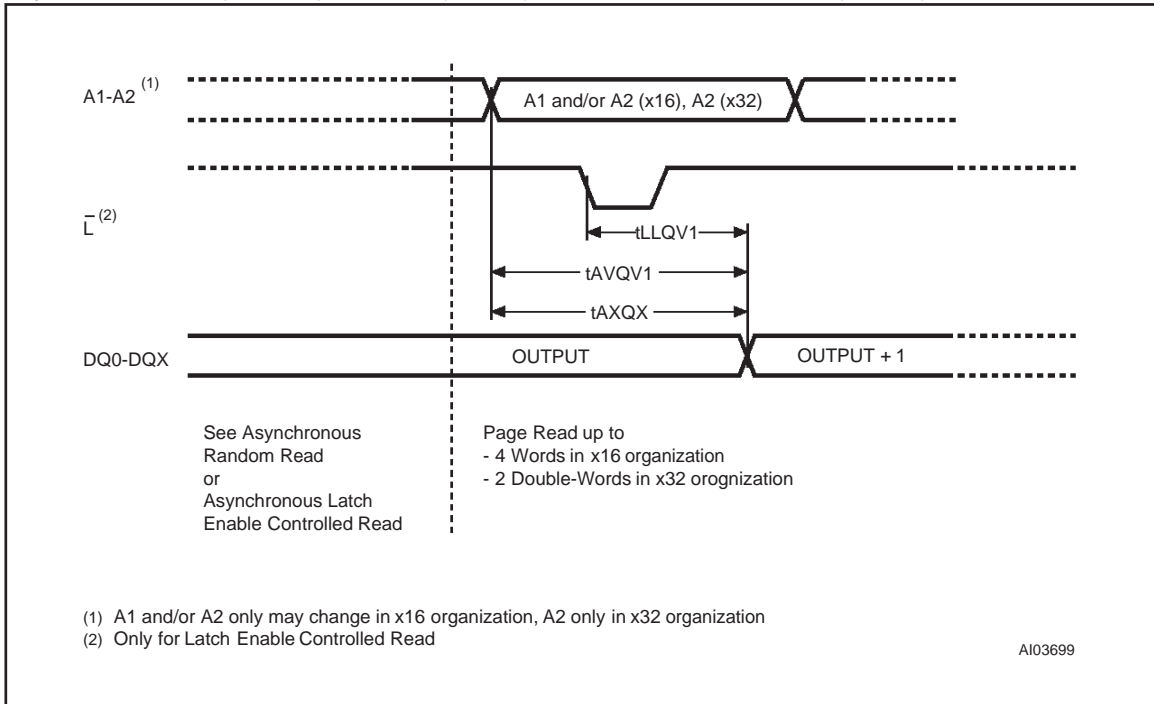 A1-A2 (1)
A1 and/or A2 (x16), A2 (x32)
L (2)
tLLQV1
tAVQV1
tAXQX
DQ0-DQX
OUTPUT
OUTPUT + 1
See Asynchronous
Random Read
or
Asynchronous Latch
Enable Controlled Read
Page Read up to
- 4 Words in x16 organization
- 2 Double-Words in x32 orognization
(1) A1 and/or A2 only may change in x16 organization, A2 only in x32 organization
(2) Only for Latch Enable Controlled Read
AI03699